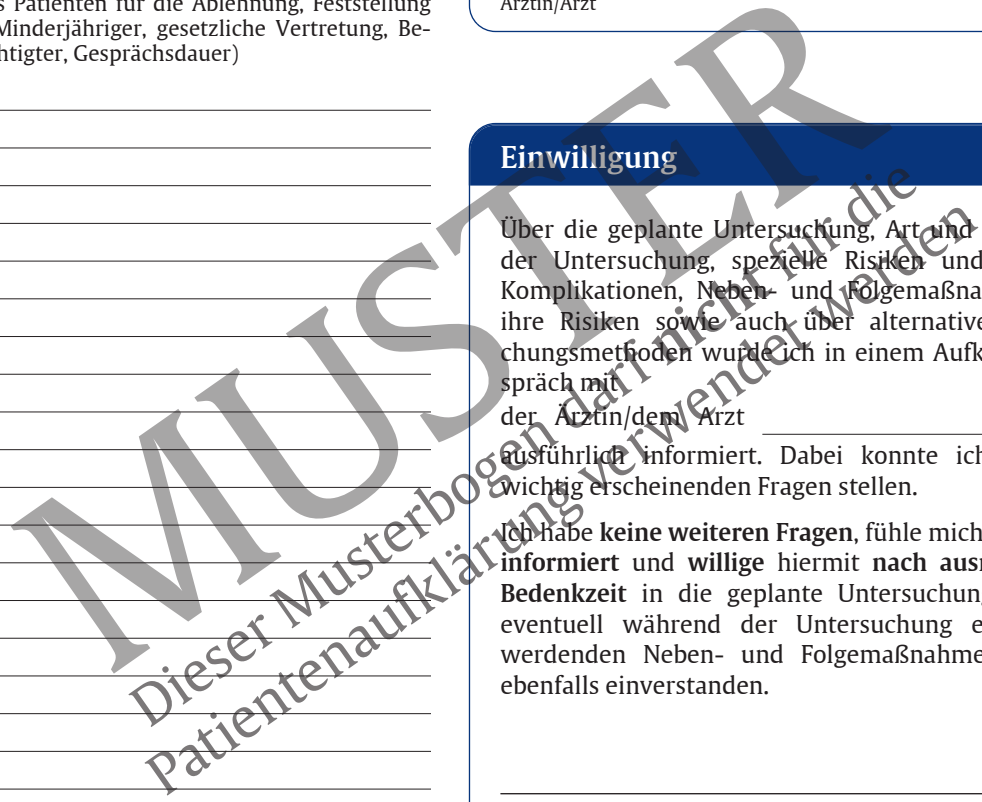 s Patienten für die Ablehnung, Feststellung
Minderjähriger, gesetzliche Vertretung, Be-
htigter, Gesprächsdauer)
Ärztin/Arzt
Einwilligung
Über die geplante Untersuchung, Art und
der Untersuchung, spezielle Risiken und
Komplikationen, Neben- und Folgemaßna
ihre Risiken sowie auch über alternative
chungsmethoden wurde ich in einem Aufk
spräch mit
der Ärztin/dem Arzt
ausführlich informiert. Dabei konnte ich
wichtig erscheinenden Fragen stellen.
Ich habe keine weiteren Fragen, fühle mich
informiert und willige hiermit nach ausr
Bedenkzeit in die geplante Untersuchung
eventuell während der Untersuchung e
werdenden Neben- und Folgemaßnahme
ebenfalls einverstanden.
MUSTER
Dieser Musterbogen darf nicht für die
Patientenaufklärung verwendet werden